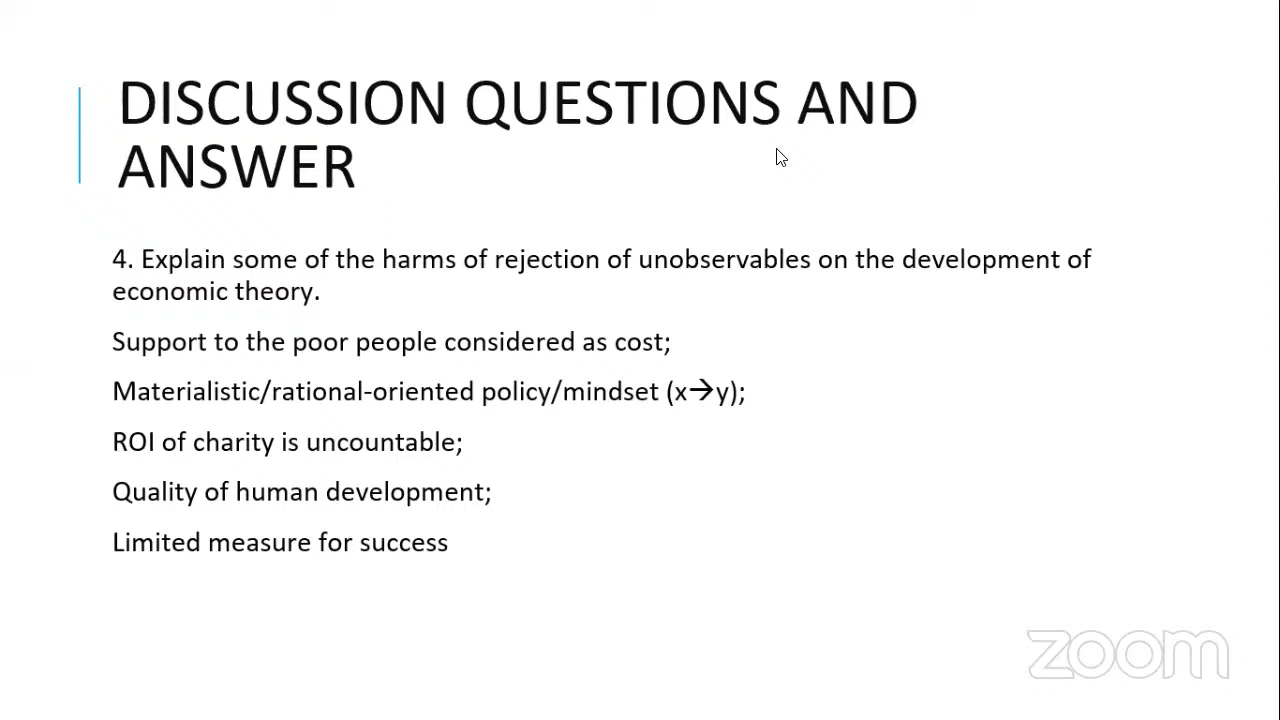 DISCUSSION QUESTIONS AND
ANSWER
4. Explain some of the harms of rejection of unobservables on the development of
economic theory.
Support to the poor people considered as cost;
Materialistic/rational-oriented policy/mindset (x→y);
ROI of charity is uncountable;
Quality of human development;
Limited measure for success
zoom